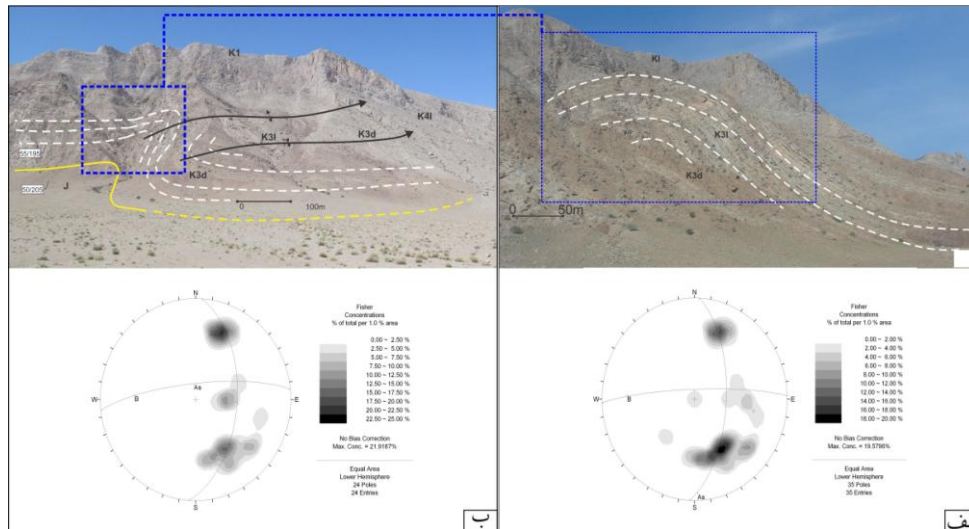 K1
K3l
K3d
K4l
K3d
55/195
50/205
J
0 100m
Kl
K3l
K3d
0 50m
N
W
E
S
B
As
Fisher
Concentrations
% of total per 1.0 % area
0.00 ~ 2.50 %
2.50 ~ 5.00 %
5.00 ~ 7.50 %
7.50 ~ 10.00 %
10.00 ~ 12.50 %
12.50 ~ 15.00 %
15.00 ~ 17.50 %
17.50 ~ 20.00 %
20.00 ~ 22.50 %
22.50 ~ 25.00 %
No Bias Correction
Max. Conc. = 21.9187%
Equal Area
Lower Hemisphere
24 Poles
24 Entries
ب
N
W
E
S
B
As
Fisher
Concentrations
% of total per 1.0 % area
0.00 ~ 2.00 %
2.00 ~ 4.00 %
4.00 ~ 6.00 %
6.00 ~ 8.00 %
8.00 ~ 10.00 %
10.00 ~ 12.00 %
12.00 ~ 14.00 %
14.00 ~ 16.00 %
16.00 ~ 18.00 %
18.00 ~ 20.00 %
No Bias Correction
Max. Conc. = 19.5796%
Equal Area
Lower Hemisphere
35 Poles
35 Entries